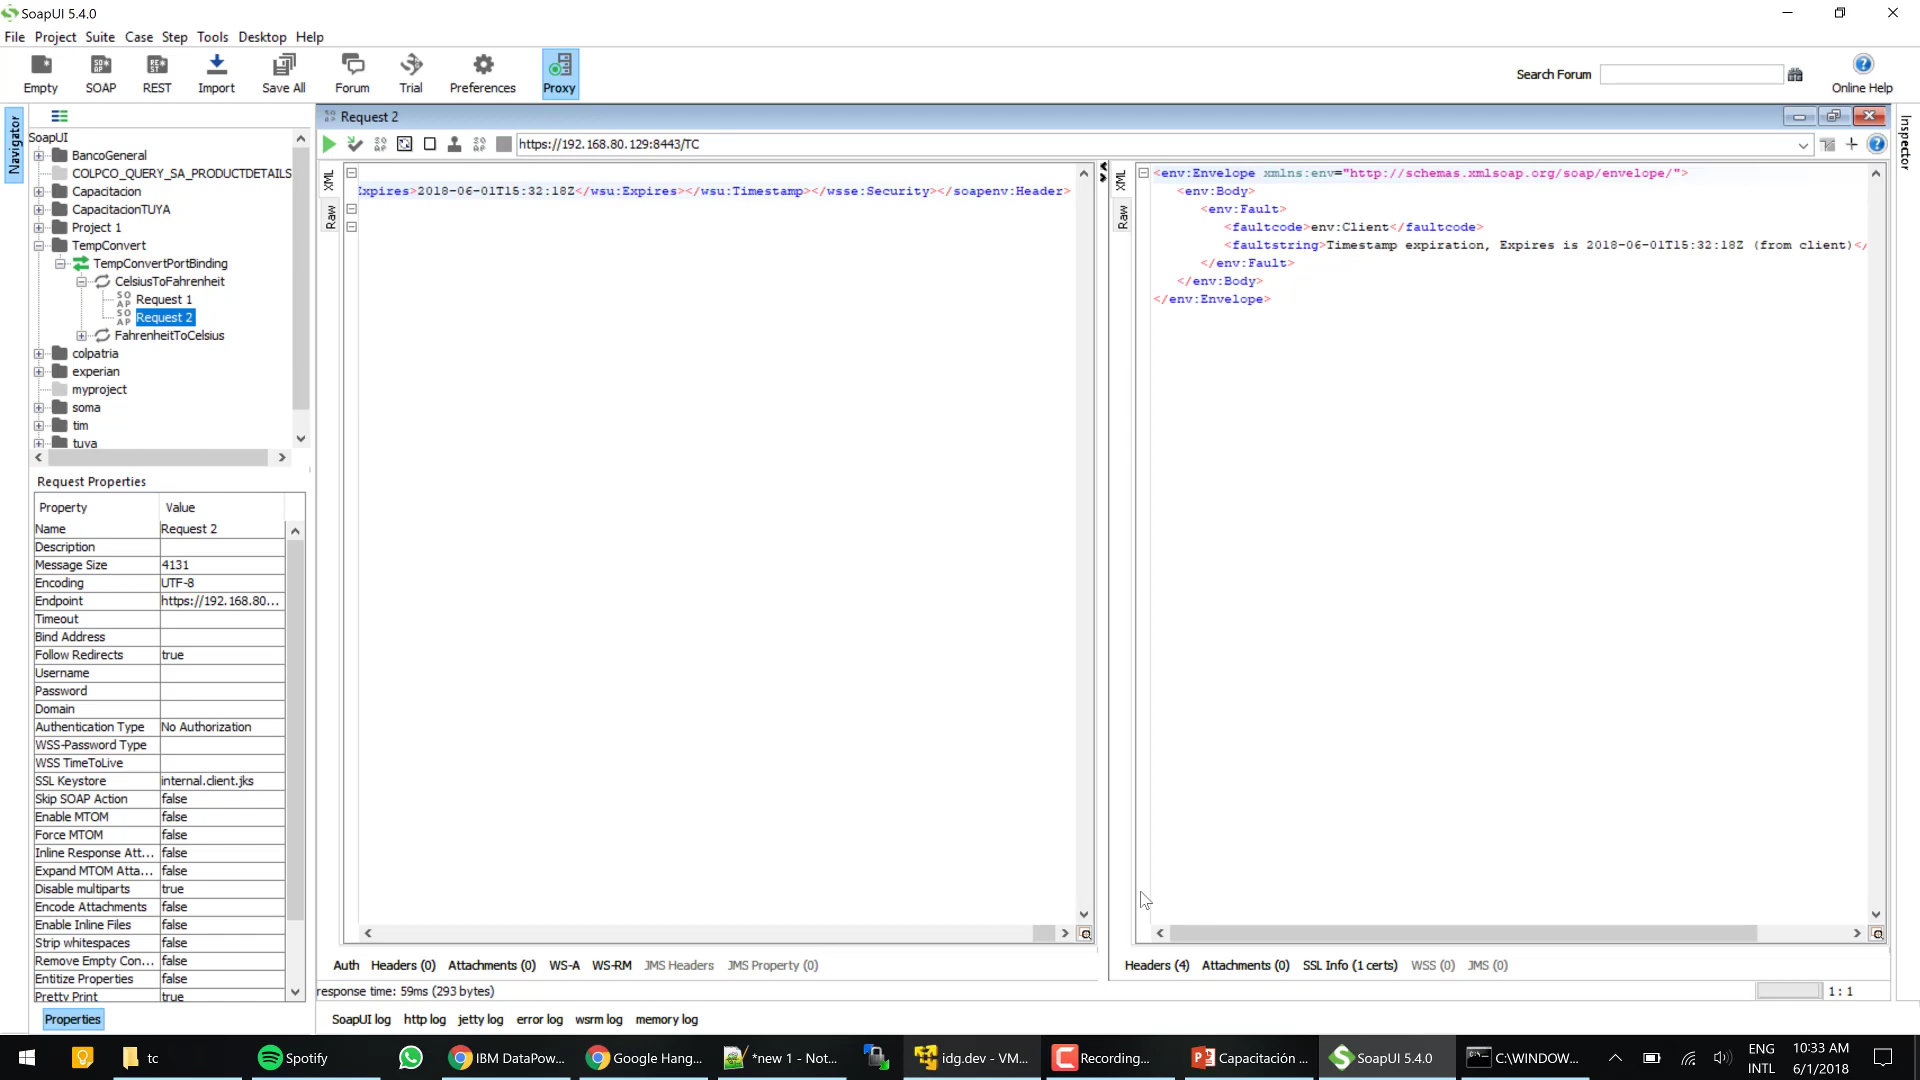 SoapUI 5.4.0
File Project Suite Case Step Tools Desktop Help
Empty SOAP REST Import Save All Forum Trial Preferences Proxy
Search Forum
Online Help
Navigator
SoapUI
BancoGeneral
COLPCO_QUERY_SA_PRODUCTDETAILS
Capacitacion
CapacitacionTUYA
Project 1
TempConvert
TempConvertPortBinding
CelsiusToFahrenheit
Request 1
Request 2
FahrenheitToCelsius
colpatria
experian
myproject
soma
tim
tuya
Request Properties
Property Value
Name Request 2
Description
Message Size 4131
Encoding UTF-8
Endpoint https://192.168.80...
Timeout
Bind Address
Follow Redirects true
Username
Password
Domain
Authentication Type No Authorization
WSS-Password Type
WSS TimeToLive
SSL Keystore internal.client.jks
Skip SOAP Action false
Enable MTOM false
Force MTOM false
Inline Response Att... false
Expand MTOM Atta... false
Disable multiparts true
Encode Attachments false
Enable Inline Files false
Strip whitespaces false
Remove Empty Con... false
Entitize Properties false
Pretty Print true
Properties
Request 2
https://192.168.80.129:8443/TC
XML
Raw
Expires>2018-06-01T15:32:18Z</wsu:Expires></wsu:Timestamp></wsse:Security></soapenv:Header>
XML
Raw
<env:Envelope xmlns:env="http://schemas.xmlsoap.org/soap/envelope/">
<env:Body>
<env:Fault>
<faultcode>env:Client</faultcode>
<faultstring>Timestamp expiration, Expires is 2018-06-01T15:32:18Z (from client)</
</env:Fault>
</env:Body>
</env:Envelope>
Inspector
Auth Headers (0) Attachments (0) WS-A WS-RM JMS Headers JMS Property (0)
Headers (4) Attachments (0) SSL Info (1 certs) WSS (0) JMS (0)
response time: 59ms (293 bytes)
1 : 1
SoapUI log http log jetty log error log wsrm log memory log
tc Spotify IBM DataPow... Google Hang... *new 1 - Not... idg.dev - VM... Recording... Capacitación ... SoapUI 5.4.0 C:\WINDOW...
ENG INTL
10:33 AM
6/1/2018